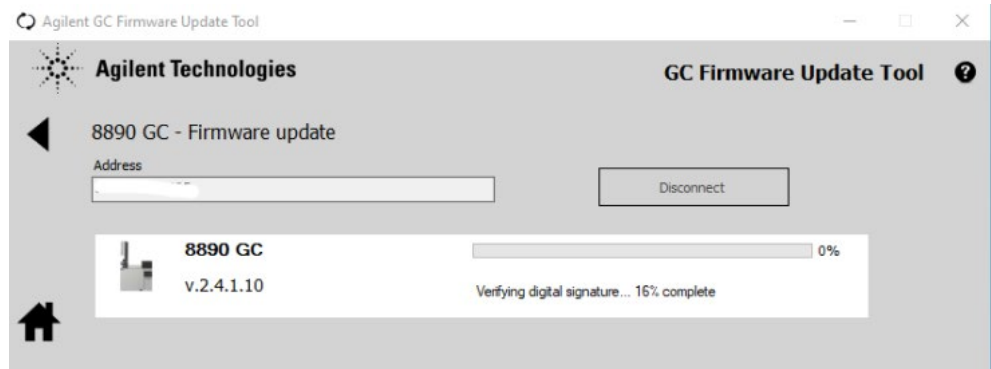 Agilent GC Firmware Update Tool
Agilent Technologies
GC Firmware Update Tool
8890 GC - Firmware update
Address
Disconnect
8890 GC
0%
v.2.4.1.10
Verifying digital signature... 16% complete